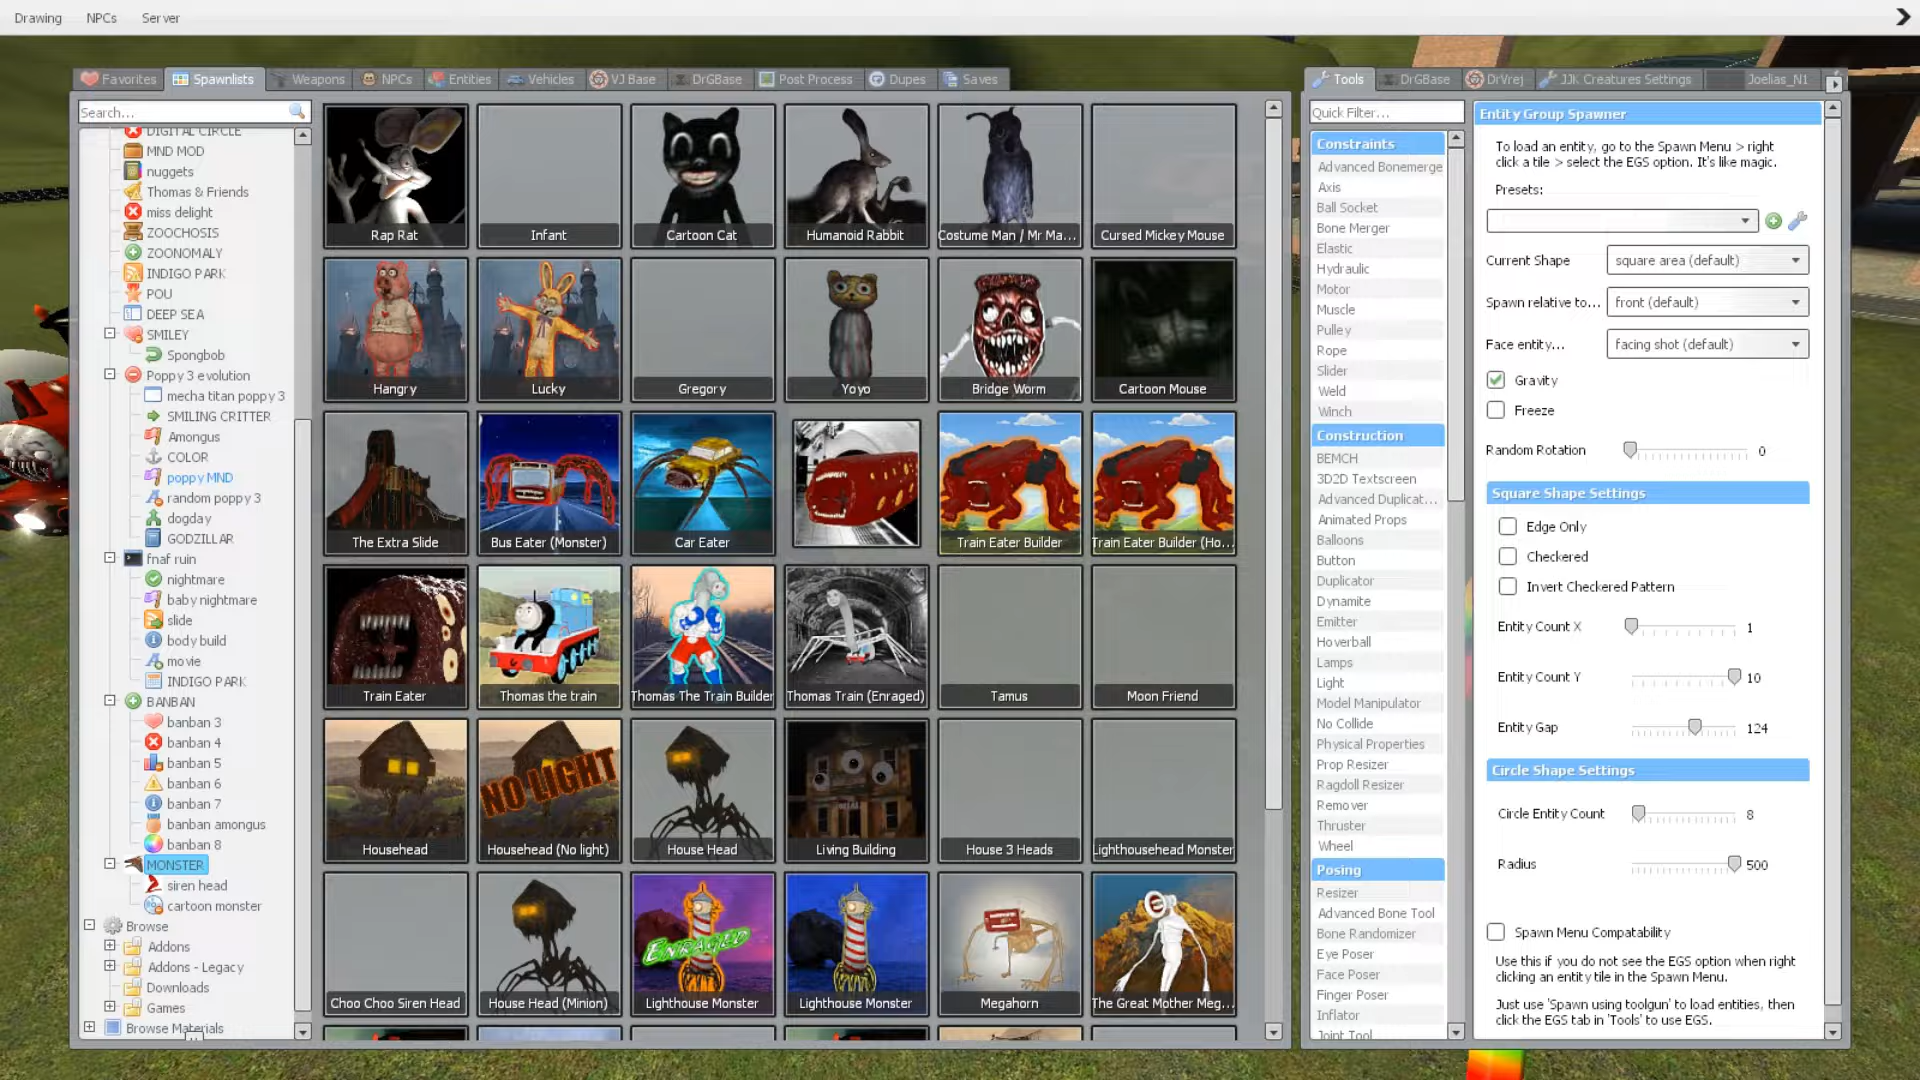 Drawing NPCs Server
Favorites Spawnlists Weapons NPCs Entities Vehicles VJ Base DrGBase Post Process Dupes Saves
Search...
DIGITAL CIRCLE
MND MOD
nuggets
Thomas & Friends
miss delight
ZOOCHOSIS
ZOONOMALY
INDIGO PARK
POU
DEEP SEA
SMILEY
Spongbob
Poppy 3 evolution
mecha titan poppy 3
SMILING CRITTER
Amongus
COLOR
poppy MND
random poppy 3
dogday
GODZILLAR
fnaf ruin
nightmare
baby nightmare
slide
body build
movie
INDIGO PARK
BANBAN
banban 3
banban 4
banban 5
banban 6
banban 7
banban amongus
banban 8
MONSTER
siren head
cartoon monster
Browse
Addons
Addons - Legacy
Downloads
Games
Browse Materials
Rap Rat Infant Cartoon Cat Humanoid Rabbit Costume Man / Mr Ma... Cursed Mickey Mouse
Hangry Lucky Gregory Yoyo Bridge Worm Cartoon Mouse
The Extra Slide Bus Eater (Monster) Car Eater Train Eater Builder Train Eater Builder (Ho...
Train Eater Thomas the train Thomas The Train Builder Thomas Train (Enraged) Tamus Moon Friend
NO LIGHT
Househead Househead (No light) House Head Living Building House 3 Heads Lighthousehead Monster
ENRAGED
Choo Choo Siren Head House Head (Minion) Lighthouse Monster Lighthouse Monster Megahorn The Great Mother Meg...
Tools DrGBase DrVrej JJK Creatures Settings Joelias_N1
Quick Filter...
Constraints
Advanced Bonemerge
Axis
Ball Socket
Bone Merger
Elastic
Hydraulic
Motor
Muscle
Pulley
Rope
Slider
Weld
Winch
Construction
BEMCH
3D2D Textscreen
Advanced Duplicat...
Animated Props
Balloons
Button
Duplicator
Dynamite
Emitter
Hoverball
Lamps
Light
Model Manipulator
No Collide
Physical Properties
Prop Resizer
Ragdoll Resizer
Remover
Thruster
Wheel
Posing
Resizer
Advanced Bone Tool
Bone Randomizer
Eye Poser
Face Poser
Finger Poser
Inflator
Joint Tool
Entity Group Spawner
To load an entity, go to the Spawn Menu > right
click a tile > select the EGS option. It's like magic.
Presets:
Current Shape square area (default)
Spawn relative to... front (default)
Face entity... facing shot (default)
Gravity
Freeze
Random Rotation 0
Square Shape Settings
Edge Only
Checkered
Invert Checkered Pattern
Entity Count X 1
Entity Count Y 10
Entity Gap 124
Circle Shape Settings
Circle Entity Count 8
Radius 500
Spawn Menu Compatability
Use this if you do not see the EGS option when right
clicking an entity tile in the Spawn Menu.
Just use 'Spawn using toolgun' to load entities, then
click the EGS tab in 'Tools' to use EGS.